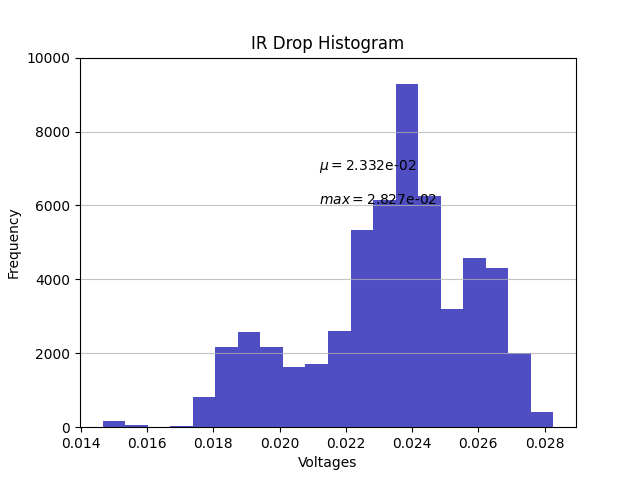 IR Drop Histogram
10000
8000
6000
4000
2000
0
Frequency
μ = 2.332e-02
max = 2.827e-02
0.014 0.016 0.018 0.020 0.022 0.024 0.026 0.028
Voltages